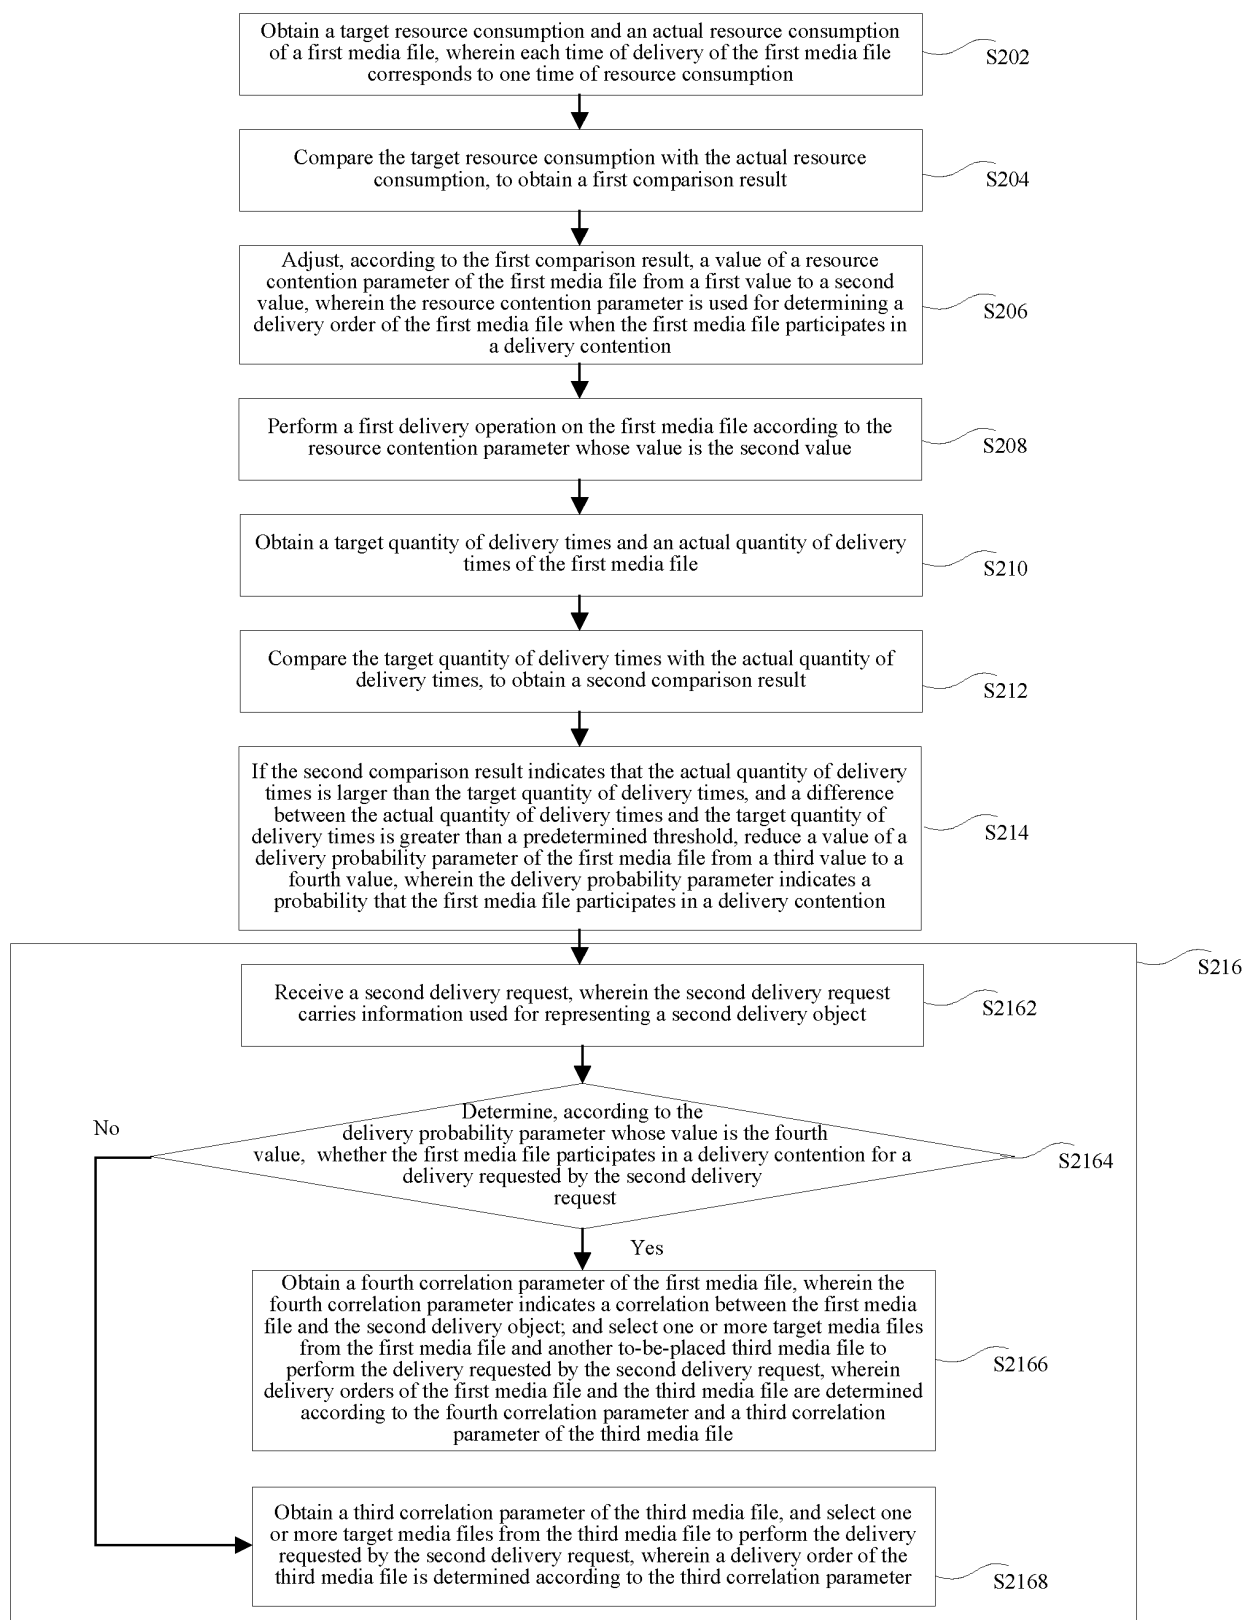 Obtain a target resource consumption and an actual resource consumption
of a first media file, wherein each time of delivery of the first media file
corresponds to one time of resource consumption
S202
Compare the target resource consumption with the actual resource
consumption, to obtain a first comparison result
S204
Adjust, according to the first comparison result, a value of a resource
contention parameter of the first media file from a first value to a second
value, wherein the resource contention parameter is used for determining a
delivery order of the first media file when the first media file participates in
a delivery contention
S206
Perform a first delivery operation on the first media file according to the
resource contention parameter whose value is the second value
S208
Obtain a target quantity of delivery times and an actual quantity of delivery
times of the first media file
S210
Compare the target quantity of delivery times with the actual quantity of
delivery times, to obtain a second comparison result
S212
If the second comparison result indicates that the actual quantity of delivery
times is larger than the target quantity of delivery times, and a difference
between the actual quantity of delivery times and the target quantity of
delivery times is greater than a predetermined threshold, reduce a value of a
delivery probability parameter of the first media file from a third value to a
fourth value, wherein the delivery probability parameter indicates a
probability that the first media file participates in a delivery contention
S214
S216
Receive a second delivery request, wherein the second delivery request
carries information used for representing a second delivery object
S2162
Determine, according to the
delivery probability parameter whose value is the fourth
value, whether the first media file participates in a delivery contention for a
delivery requested by the second delivery
request
S2164
No
Yes
Obtain a fourth correlation parameter of the first media file, wherein the
fourth correlation parameter indicates a correlation between the first media
file and the second delivery object; and select one or more target media files
from the first media file and another to-be-placed third media file to
perform the delivery requested by the second delivery request, wherein
delivery orders of the first media file and the third media file are determined
according to the fourth correlation parameter and a third correlation
parameter of the third media file
S2166
Obtain a third correlation parameter of the third media file, and select one
or more target media files from the third media file to perform the delivery
requested by the second delivery request, wherein a delivery order of the
third media file is determined according to the third correlation parameter
S2168